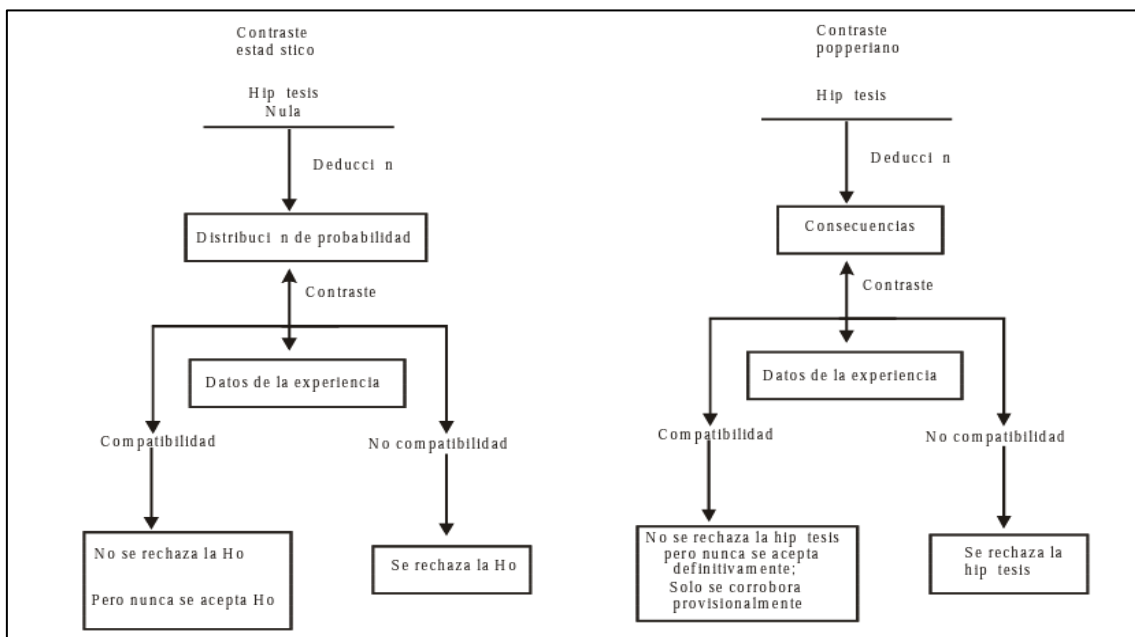 Contraste
estad stico
Hip tesis
Nula
Deducci n
Distribuci n de probabilidad
Contraste
Datos de la experiencia
Compatibilidad
No compatibilidad
No se rechaza la Ho
Pero nunca se acepta Ho
Se rechaza la Ho
Contraste
popperiano
Hip tesis
Deducci n
Consecuencias
Contraste
Datos de la experiencia
Compatibilidad
No compatibilidad
No se rechaza la hip tesis
pero nunca se acepta
definitivamente;
Solo se corrobora
provisionalmente
Se rechaza la
hip tesis